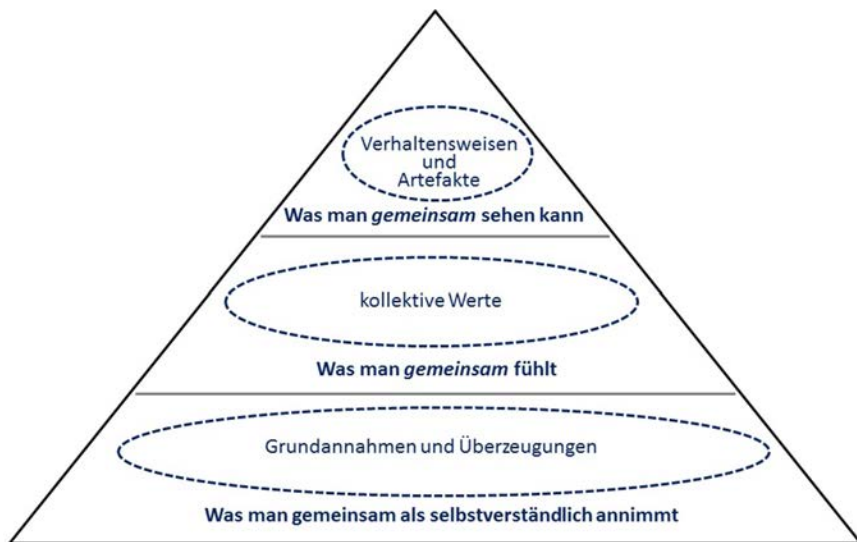 Verhaltensweisen
und
Artefakte
Was man gemeinsam sehen kann
kollektive Werte
Was man gemeinsam fühlt
Grundannahmen und Überzeugungen
Was man gemeinsam als selbstverständlich annimmt